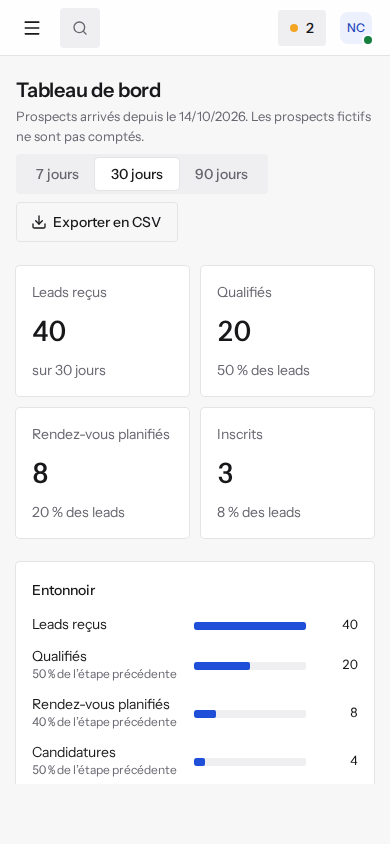 2
NC
Tableau de bord
Prospects arrivés depuis le 14/10/2026. Les prospects fictifs
ne sont pas comptés.
7 jours
30 jours
90 jours
Exporter en CSV
Leads reçus
40
sur 30 jours
Qualifiés
20
50 % des leads
Rendez-vous planifiés
8
20 % des leads
Inscrits
3
8 % des leads
Entonnoir
Leads reçus
40
Qualifiés
50 % de l'étape précédente
20
Rendez-vous planifiés
40 % de l'étape précédente
8
Candidatures
50 % de l'étape précédente
4